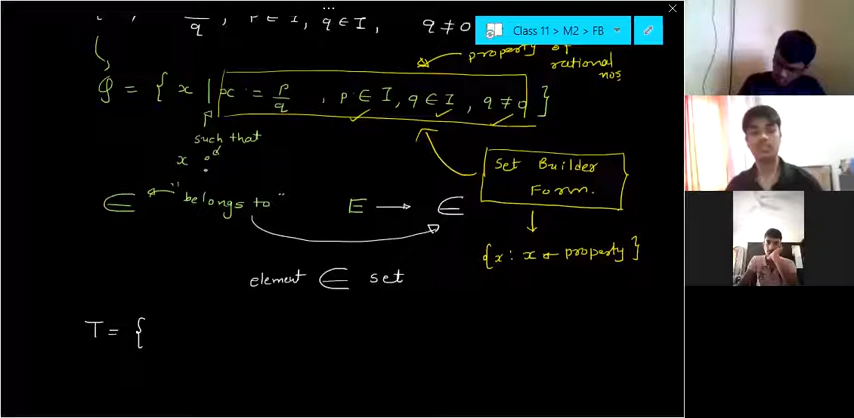 p/q , p ∈ I, q ∈ I, q ≠ 0
Class 11 > M2 > FB
property of
rational
nos
Q = { x | x = p/q , p ∈ I, q ∈ I, q ≠ 0 }
such that
x
Set Builder
Form.
∈ "belongs to" E → ∈
{x : x ← property}
element ∈ set
T = {